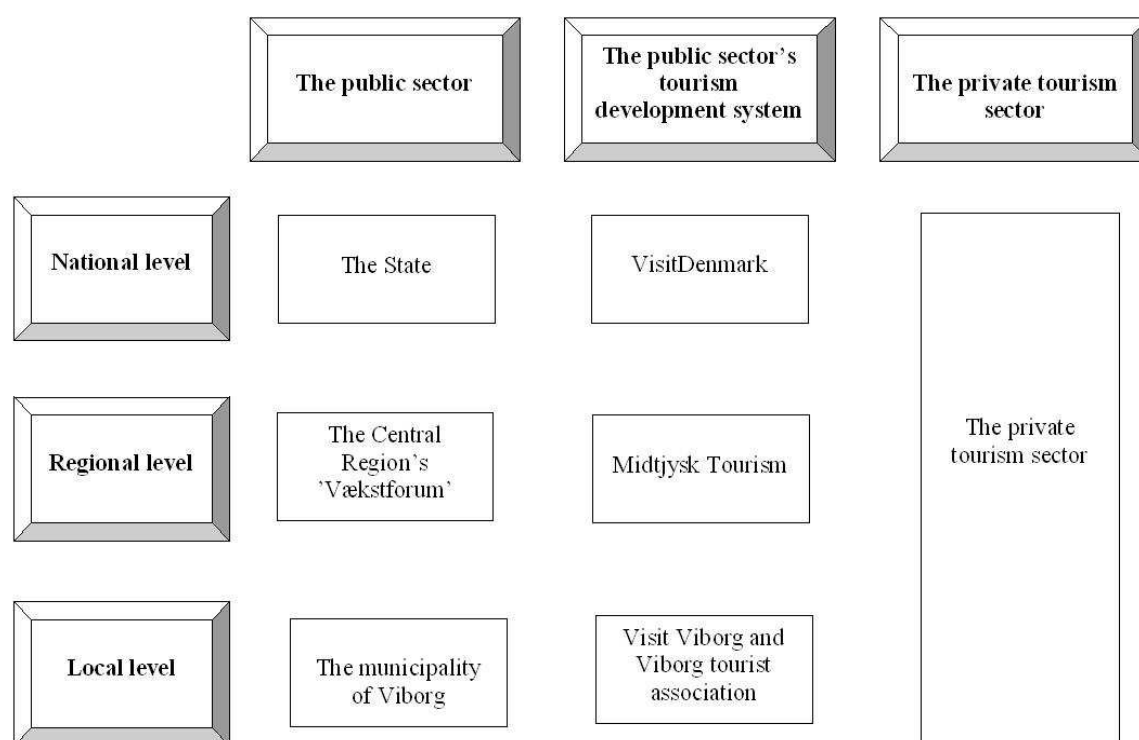 The public sector
The public sector's
tourism
development system
The private tourism
sector
National level
The State
VisitDenmark
Regional level
The Central
Region's
'Vækstforum'
Midtjysk Tourism
The private
tourism sector
Local level
The municipality
of Viborg
Visit Viborg and
Viborg tourist
association